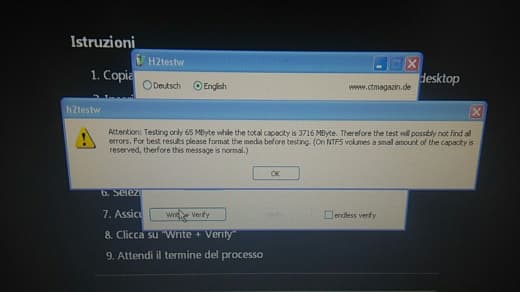 Istruzioni
H2testw
1. Copia
desktop
Deutsch
English
www.ctmagazin.de
h2testw
Attention: Testing only 65 MByte while the total capacity is 3716 MByte. Therefore the test will possibly not find all
errors. For best results please format the media before testing. (On NTFS volumes a small amount of the capacity is
reserved, therfore this message is normal.)
OK
6. Selez
7. Assicu
Write + Verify
endless verify
8. Clicca su "Write + Verify"
9. Attendi il termine del processo